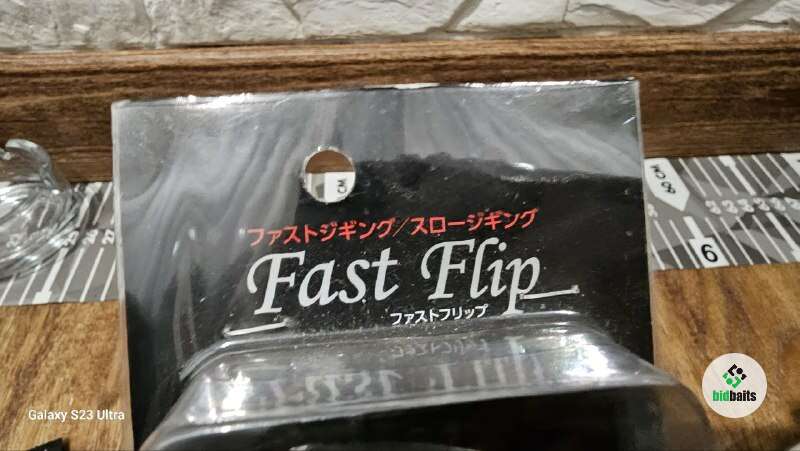 ファストジギング/スロージギング
Fast Flip
ファストフリップ
6
Galaxy S23 Ultra
bidbaits